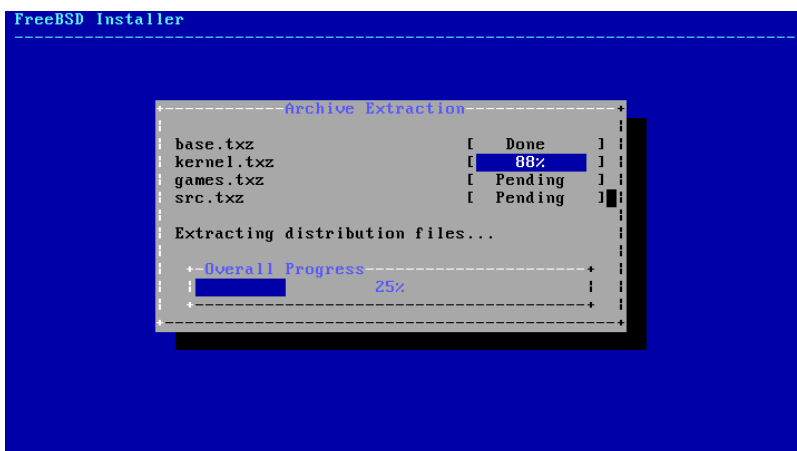 FreeBSD Installer
Archive Extraction
base.txz [ Done ]
kernel.txz [ 88% ]
games.txz [ Pending ]
src.txz [ Pending ]
Extracting distribution files...
Overall Progress
25%